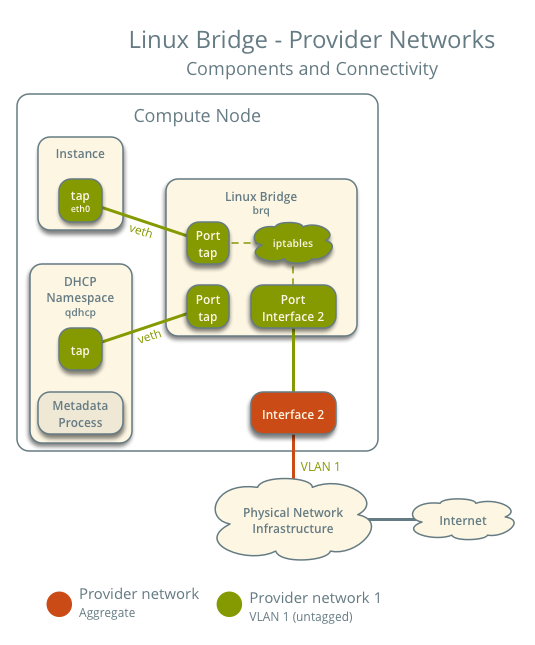 Linux Bridge - Provider Networks
Components and Connectivity
Compute Node
Instance
tap
eth0
veth
Linux Bridge
brq
Port
tap
iptables
Port
tap
Port
Interface 2
DHCP
Namespace
qdhcp
tap
veth
Metadata
Process
Interface 2
VLAN 1
Physical Network
Infrastructure
Internet
Provider network
Aggregate
Provider network 1
VLAN 1 (untagged)